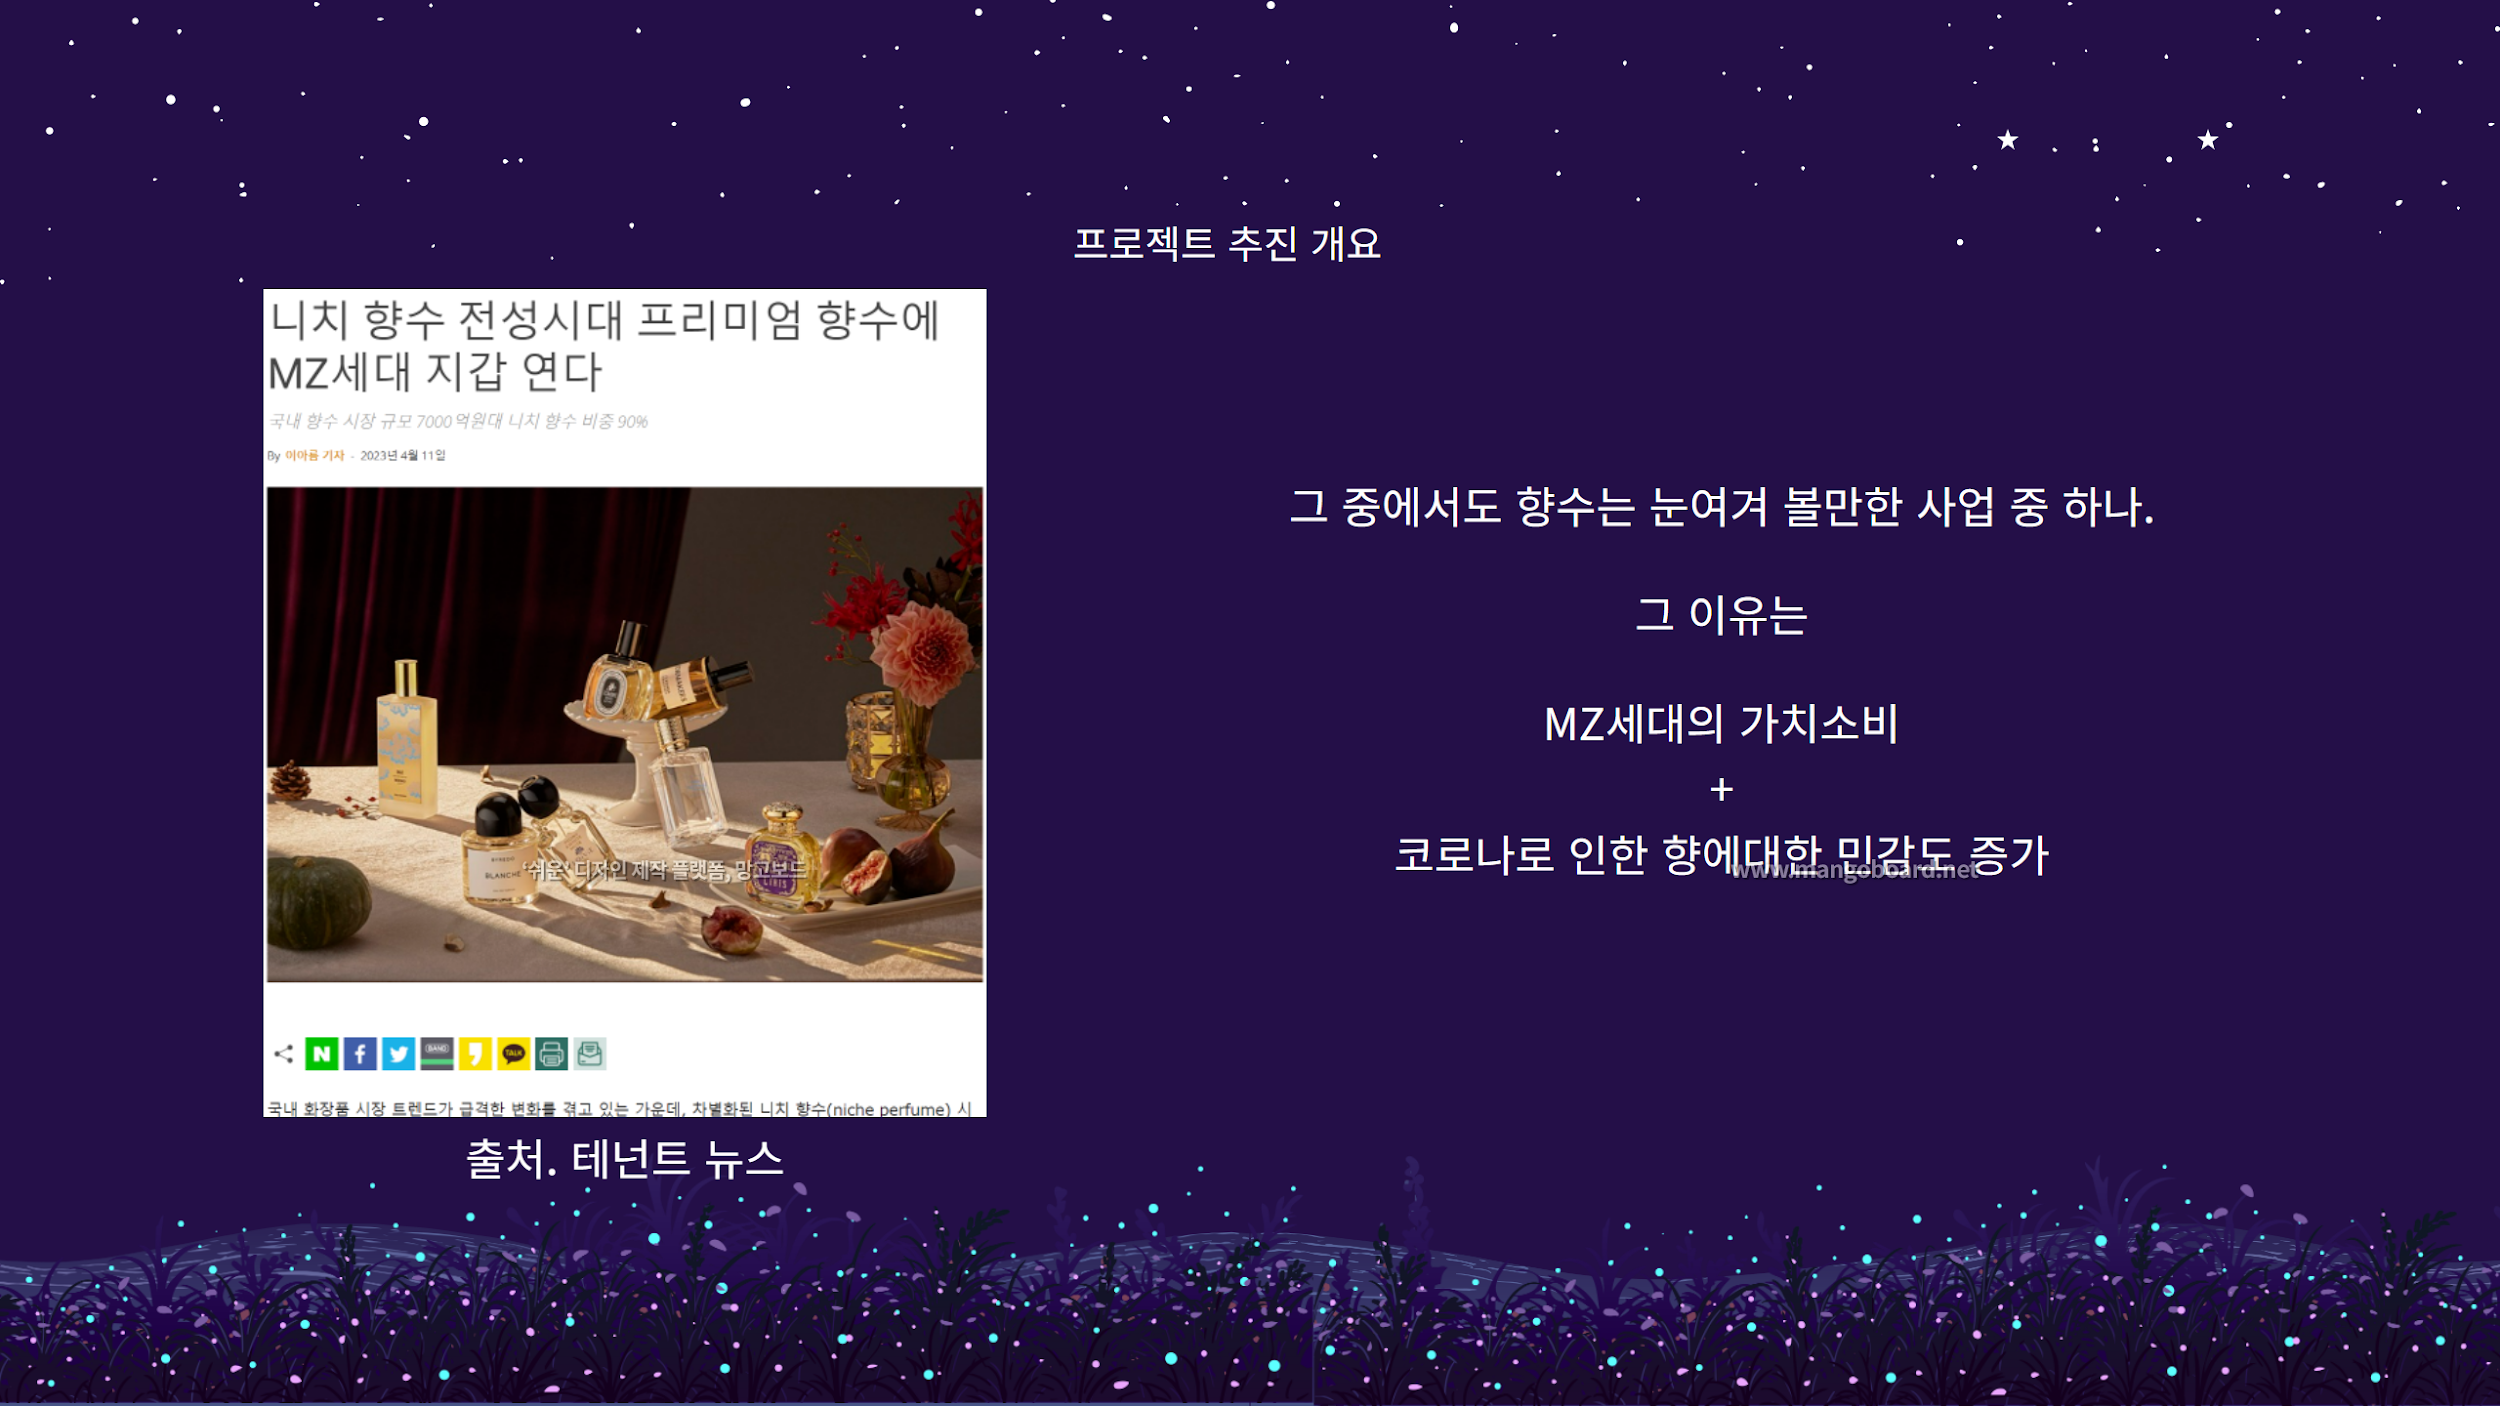 프로젝트 추진 개요
니치 향수 전성시대 프리미엄 향수에
MZ세대 지갑 연다
국내 향수 시장 규모 7000억원대 니치 향수 비중 90%
By 이아름 기자 - 2023년 4월 11일
BYREDO
BLANCHE
'쉬운' 디자인 제작 플랫폼, 망고보드
N
f
BAND
TALK
국내 화장품 시장 트렌드가 급격한 변화를 겪고 있는 가운데, 차별화된 니치 향수(niche perfume) 시
출처. 테넌트 뉴스
그 중에서도 향수는 눈여겨 볼만한 사업 중 하나.
그 이유는
MZ세대의 가치소비
+
코로나로 인한 향에대한 민감도 증가
www.mangoboard.net